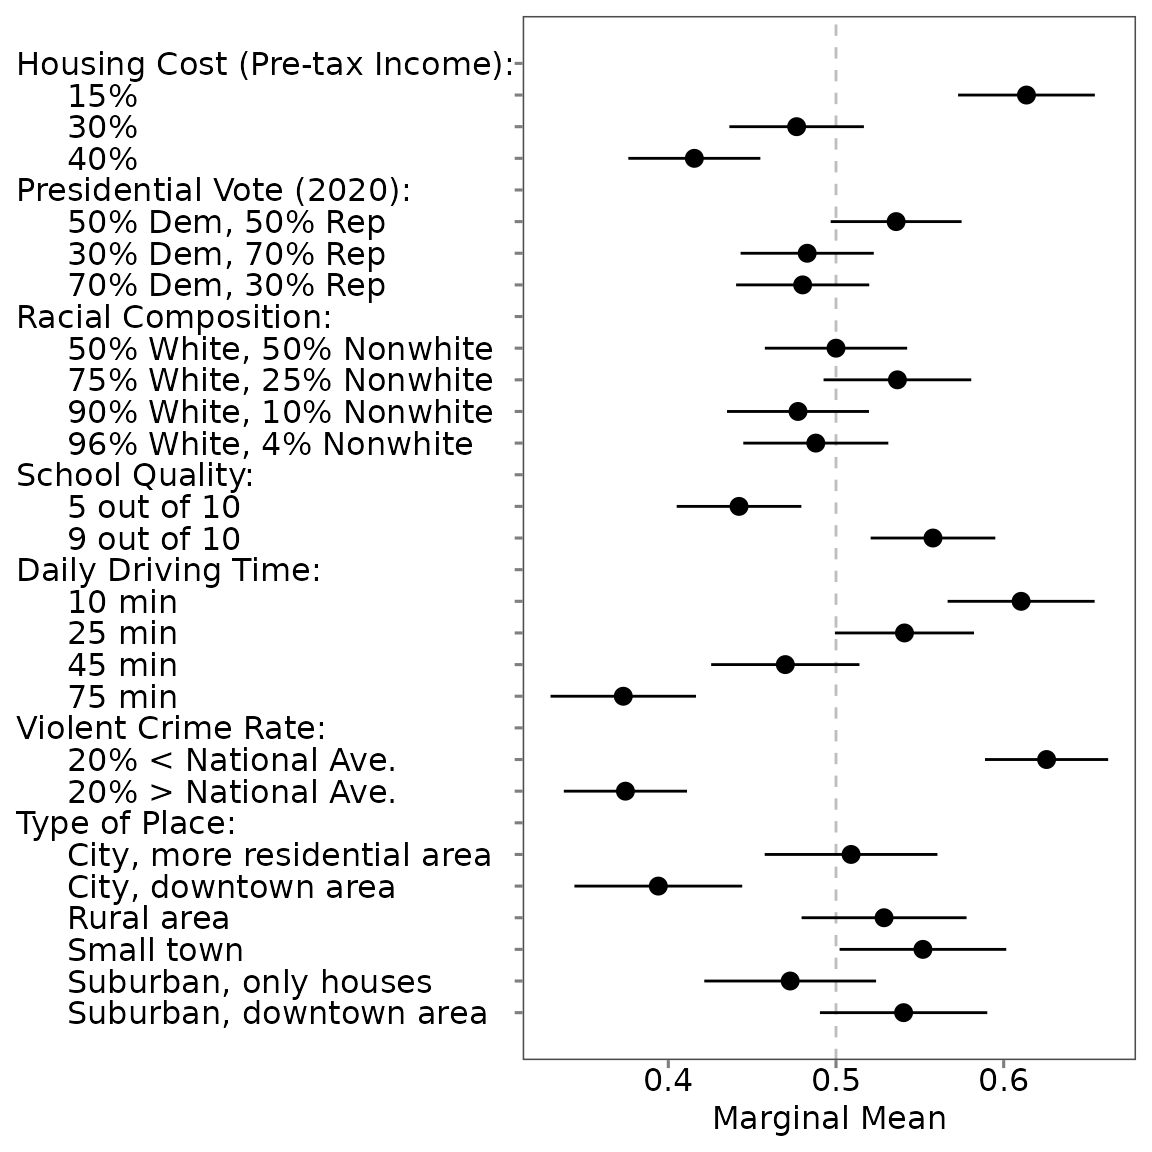 Housing Cost (Pre-tax Income):
15%
30%
40%
Presidential Vote (2020):
50% Dem, 50% Rep
30% Dem, 70% Rep
70% Dem, 30% Rep
Racial Composition:
50% White, 50% Nonwhite
75% White, 25% Nonwhite
90% White, 10% Nonwhite
96% White, 4% Nonwhite
School Quality:
5 out of 10
9 out of 10
Daily Driving Time:
10 min
25 min
45 min
75 min
Violent Crime Rate:
20% < National Ave.
20% > National Ave.
Type of Place:
City, more residential area
City, downtown area
Rural area
Small town
Suburban, only houses
Suburban, downtown area
0.4 0.5 0.6
Marginal Mean